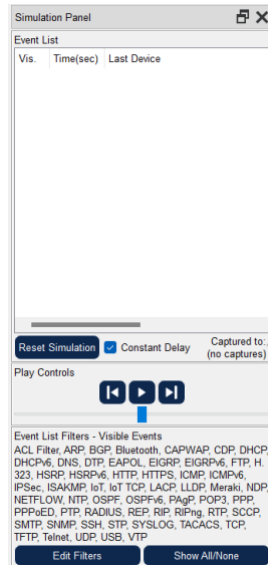 Simulation Panel
Event List
Vis. Time(sec) Last Device
Reset Simulation Constant Delay Captured to:
(no captures)
Play Controls
Event List Filters - Visible Events
ACL Filter, ARP, BGP, Bluetooth, CAPWAP, CDP, DHCP,
DHCPv6, DNS, DTP, EAPOL, EIGRP, EIGRPv6, FTP, H.
323, HSRP, HSRPv6, HTTP, HTTPS, ICMP, ICMPv6,
IPSec, ISAKMP, IoT, IoT TCP, LACP, LLDP, Meraki, NDP,
NETFLOW, NTP, OSPF, OSPFv6, PAgP, POP3, PPP,
PPPoED, PTP, RADIUS, REP, RIP, RIPng, RTP, SCCP,
SMTP, SNMP, SSH, STP, SYSLOG, TACACS, TCP,
TFTP, Telnet, UDP, USB, VTP
Edit Filters Show All/None